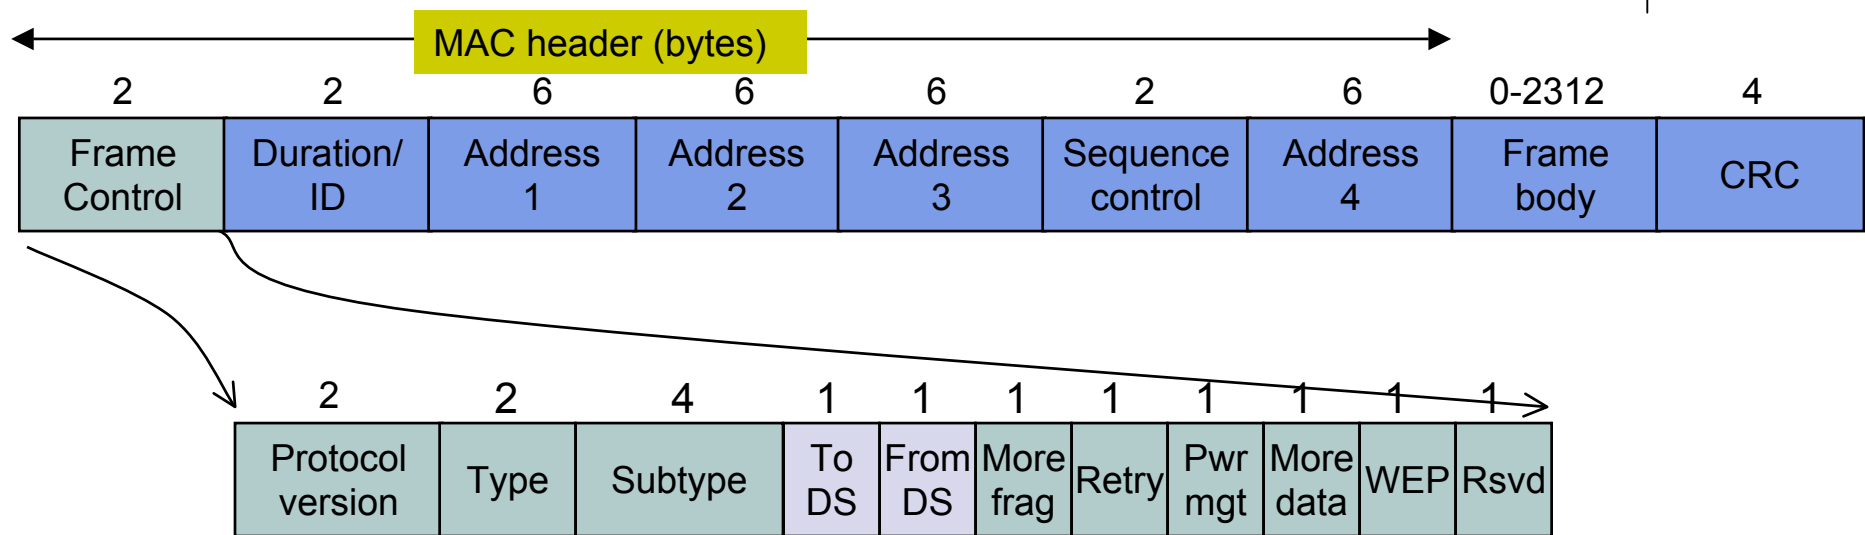 MAC header (bytes)
2 2 6 6 6 2 6 0-2312 4
Frame Duration/ Address Address Address Sequence Address Frame CRC
Control ID 1 2 3 control 4 body
2 2 4 1 1 1 1 1 1 1 1
Protocol Type Subtype To From More Retry Pwr More WEP Rsvd
version DS DS frag mgt data